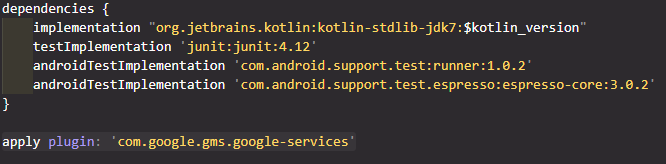 dependencies {
    implementation "org.jetbrains.kotlin:kotlin-stdlib-jdk7:$kotlin_version"
    testImplementation 'junit:junit:4.12'
    androidTestImplementation 'com.android.support.test:runner:1.0.2'
    androidTestImplementation 'com.android.support.test.espresso:espresso-core:3.0.2'
}
apply plugin: 'com.google.gms.google-services'